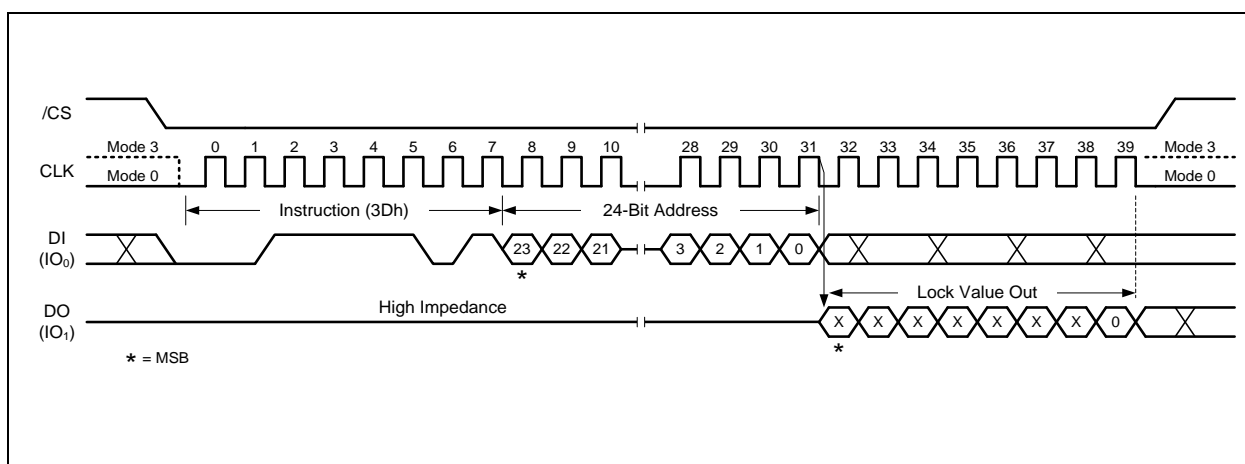 /CS
Mode 3 0 1 2 3 4 5 6 7 8 9 10 28 29 30 31 32 33 34 35 36 37 38 39 Mode 3
CLK
Mode 0 Mode 0
Instruction (3Dh) 24-Bit Address
DI
(IO₀)
23 22 21 3 2 1 0
*
Lock Value Out
High Impedance
DO
(IO₁)
X X X X X X X 0
*
* = MSB